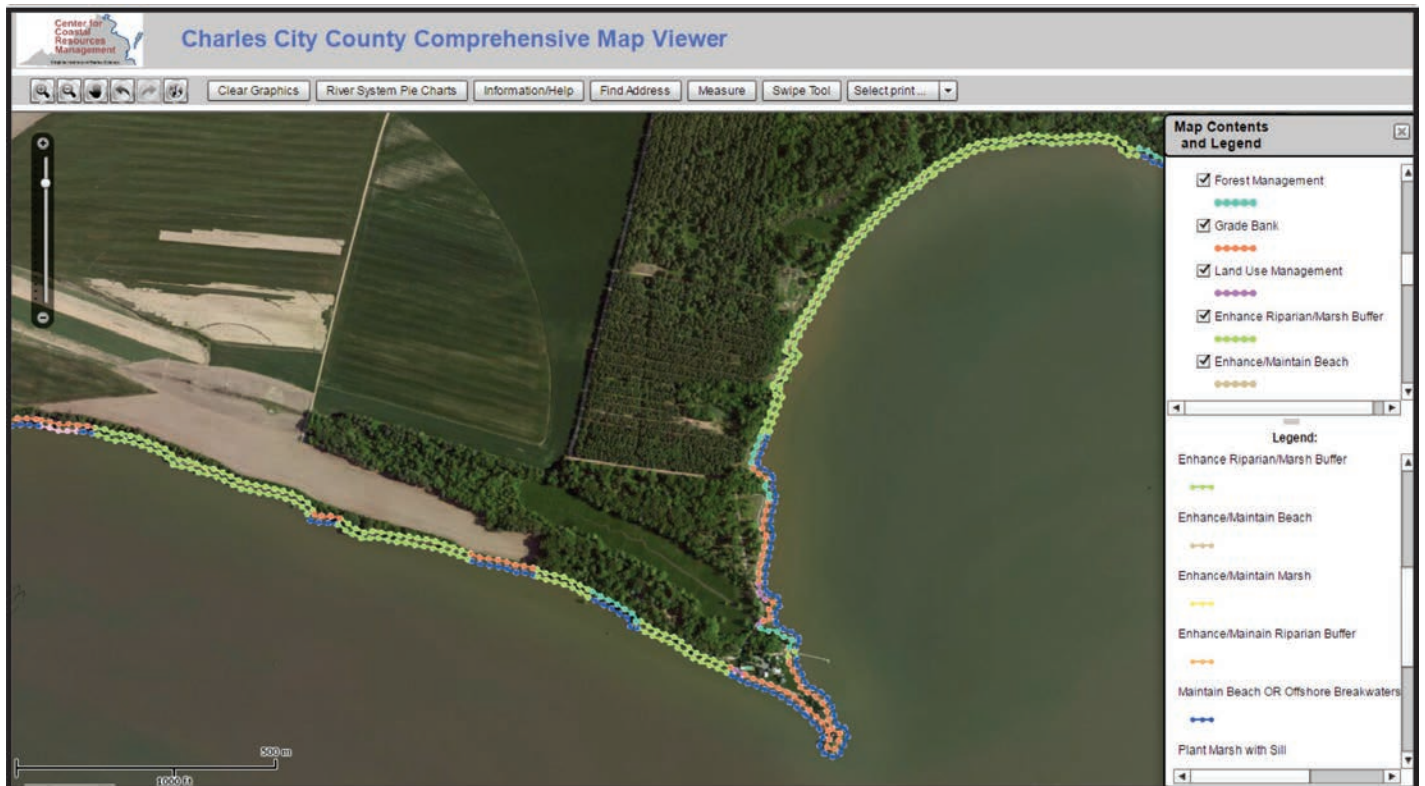 Center for
Coastal
Resources
Management
Charles City County Comprehensive Map Viewer
Clear Graphics
River System Pie Charts
Information/Help
Find Address
Measure
Swipe Tool
Select print ...
Map Contents
and Legend
Forest Management
Grade Bank
Land Use Management
Enhance Riparian/Marsh Buffer
Enhance/Maintain Beach
Legend:
Enhance Riparian/Marsh Buffer
Enhance/Maintain Beach
Enhance/Maintain Marsh
Enhance/Mainain Riparian Buffer
Maintain Beach OR Offshore Breakwaters
Plant Marsh with Sill
500 m
1000 ft